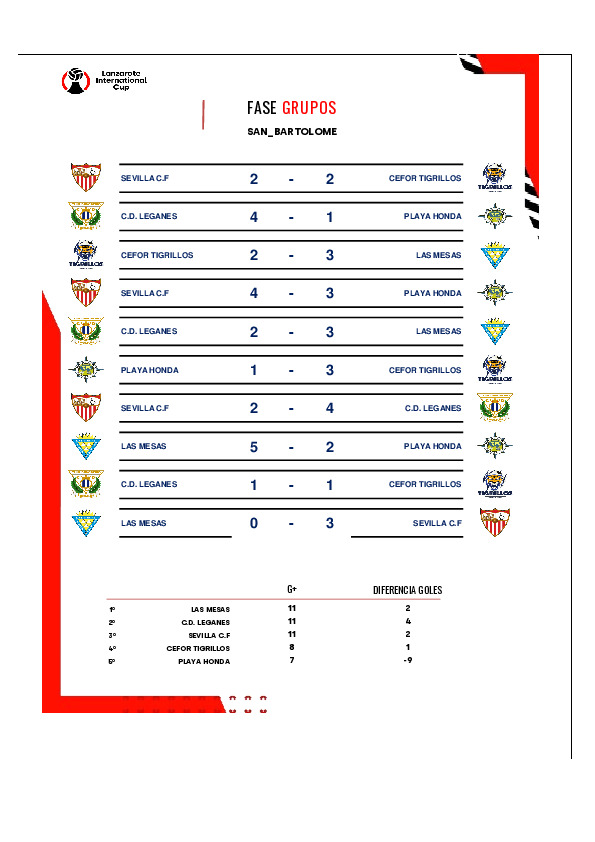 Lanzarote
International
Cup
FASE GRUPOS
SAN_BARTOLOME
SEVILLA C.F 2 - 2 CEFOR TIGRILLOS
C.D. LEGANES 4 - 1 PLAYA HONDA
CEFOR TIGRILLOS 2 - 3 LAS MESAS
SEVILLA C.F 4 - 3 PLAYA HONDA
C.D. LEGANES 2 - 3 LAS MESAS
PLAYA HONDA 1 - 3 CEFOR TIGRILLOS
SEVILLA C.F 2 - 4 C.D. LEGANES
LAS MESAS 5 - 2 PLAYA HONDA
C.D. LEGANES 1 - 1 CEFOR TIGRILLOS
LAS MESAS 0 - 3 SEVILLA C.F
G+ DIFERENCIA GOLES
1º LAS MESAS 11 2
2º C.D. LEGANES 11 4
3º SEVILLA C.F 11 2
4º CEFOR TIGRILLOS 8 1
5º PLAYA HONDA 7 -9